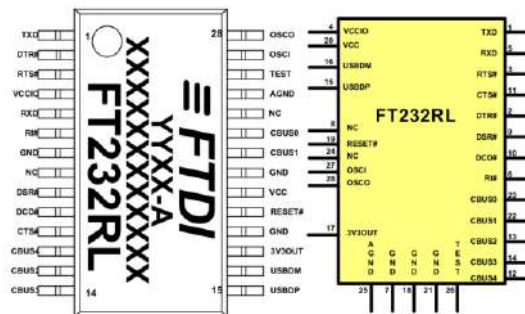 TXD
DTR#
RTS#
VCCIO
RXD
RI#
GND
NC
DSR#
DCD#
CTS#
CBUS4
CBUS2
CBUS3
1
28
14
15
FT232RL
XXXXXXXXXXXX
YYXX-A
FTDI
OSCO
OSCI
TEST
AGND
NC
CBUS0
CBUS1
GND
VCC
RESET#
GND
3V3OUT
USBDM
USBDP
4 VCCIO
20 VCC
16 USBDM
15 USBDP
8 NC
19 RESET#
24 NC
27 OSCI
28 OSCO
17 3V3OUT
FT232RL
TXD 1
RXD 5
RTS# 3
CTS# 11
DTR# 2
DSR# 9
DCD# 10
RI# 6
CBUS0 23
CBUS1 22
CBUS2 13
CBUS3 14
CBUS4 12
AGND GND GND GND TEST
25 7 18 21 26